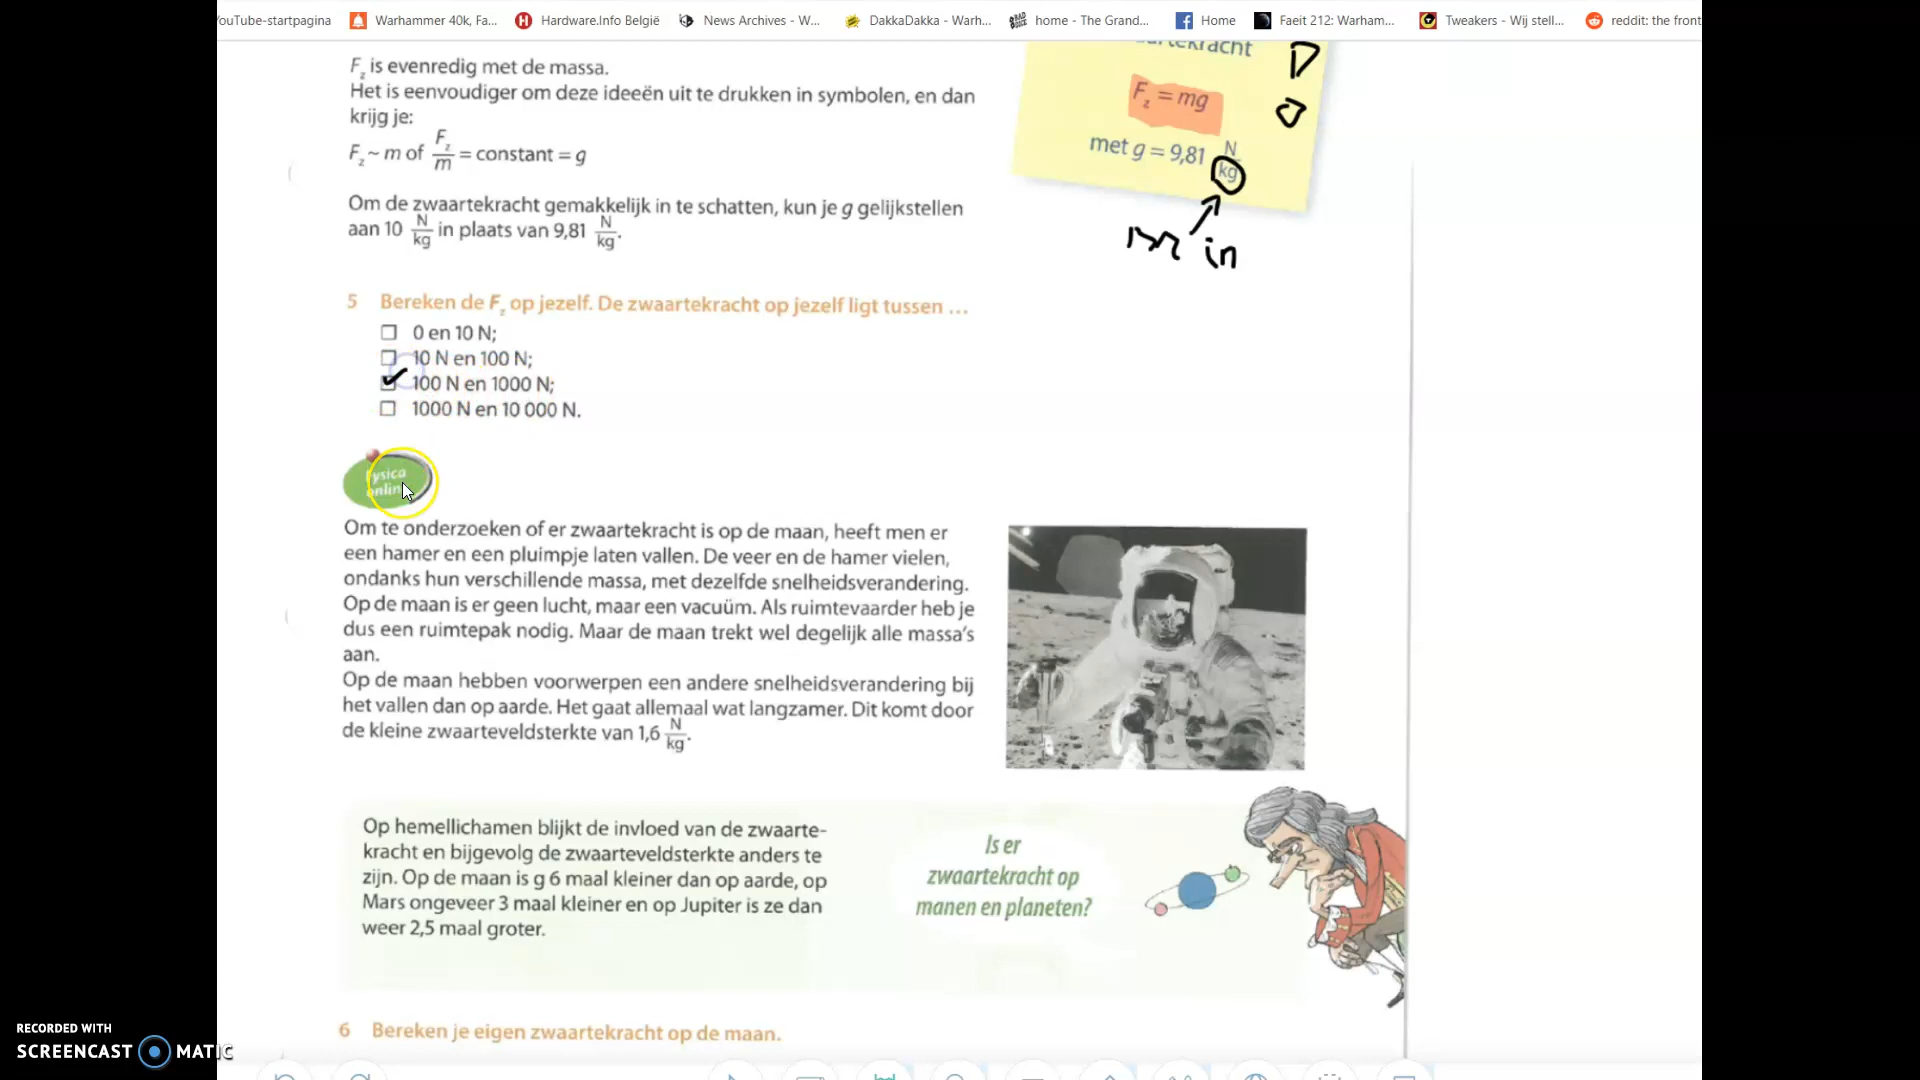 YouTube-startpagina Warhammer 40k, Fa... Hardware.Info België News Archives - W... DakkaDakka - Warh... home - The Grand... Home Faeit 212: Warham... Tweakers - Wij stell... reddit: the front
Fz is evenredig met de massa.
Het is eenvoudiger om deze ideeën uit te drukken in symbolen, en dan
krijg je:
Fz ~ m of Fz/m = constant = g
Om de zwaartekracht gemakkelijk in te schatten, kun je g gelijkstellen
aan 10 N/kg in plaats van 9,81 N/kg.
Fz = mg
met g = 9,81 N/kg
in
5 Bereken de Fz op jezelf. De zwaartekracht op jezelf ligt tussen …
0 en 10 N;
10 N en 100 N;
100 N en 1000 N;
1000 N en 10 000 N.
Fysica
online
Om te onderzoeken of er zwaartekracht is op de maan, heeft men er
een hamer en een pluimpje laten vallen. De veer en de hamer vielen,
ondanks hun verschillende massa, met dezelfde snelheidsverandering.
Op de maan is er geen lucht, maar een vacuüm. Als ruimtevaarder heb je
dus een ruimtepak nodig. Maar de maan trekt wel degelijk alle massa's
aan.
Op de maan hebben voorwerpen een andere snelheidsverandering bij
het vallen dan op aarde. Het gaat allemaal wat langzamer. Dit komt door
de kleine zwaarteveldsterkte van 1,6 N/kg.
Op hemellichamen blijkt de invloed van de zwaarte-
kracht en bijgevolg de zwaarteveldsterkte anders te
zijn. Op de maan is g 6 maal kleiner dan op aarde, op
Mars ongeveer 3 maal kleiner en op Jupiter is ze dan
weer 2,5 maal groter.
Is er
zwaartekracht op
manen en planeten?
6 Bereken je eigen zwaartekracht op de maan.
RECORDED WITH
SCREENCAST MATIC